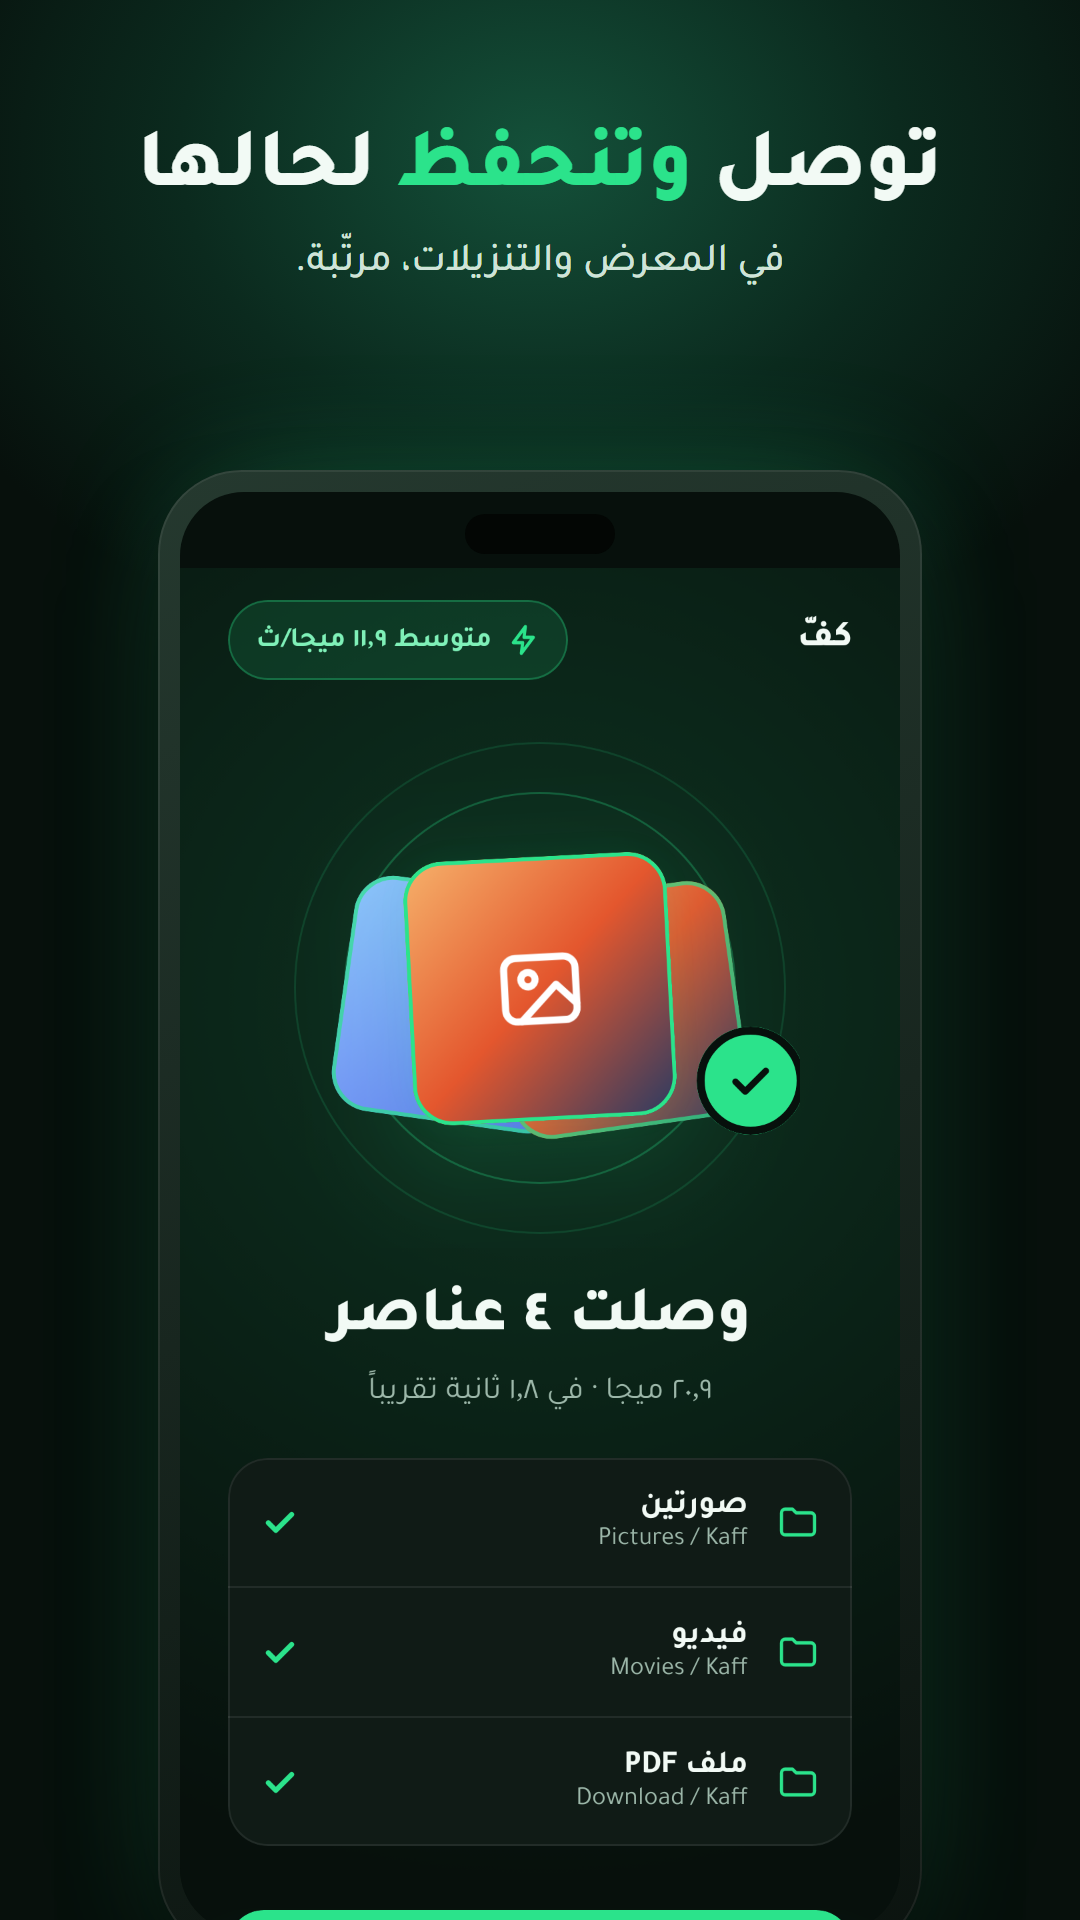 توصل وتنحفظ لحالها
في المعرض والتنزيلات، مرتّبة.
كفّ
متوسط ١١,٩ ميجا/ث
وصلت ٤ عناصر
٢٠,٩ ميجا · في ١,٨ ثانية تقريباً
صورتين
Pictures / Kaff
فيديو
Movies / Kaff
ملف PDF
Download / Kaff